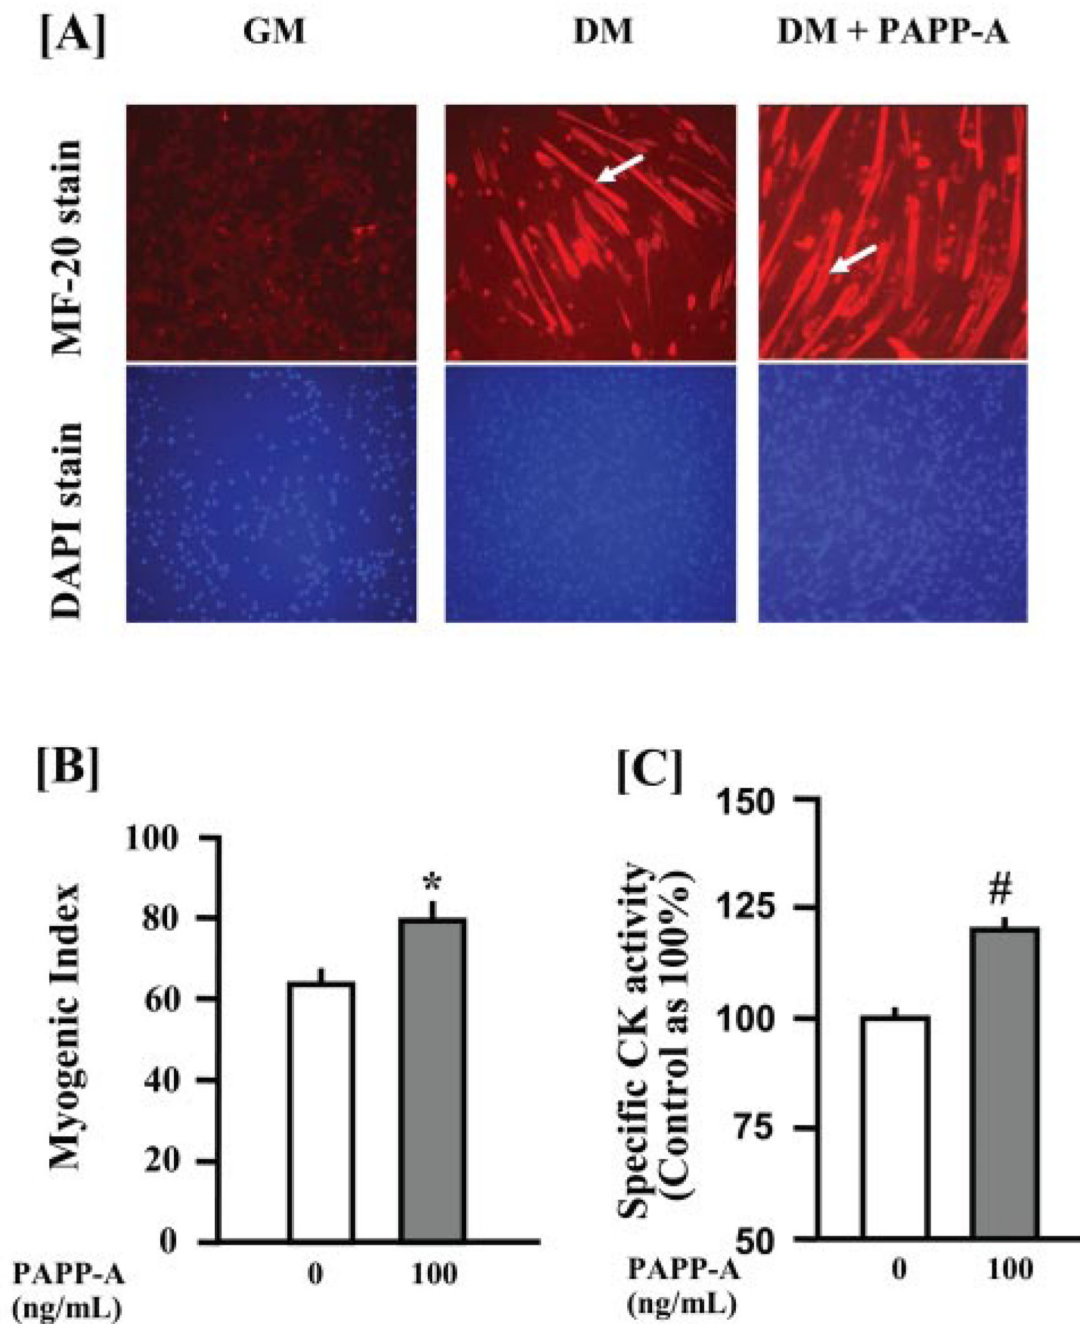 [A]
GM
DM
DM + PAPP-A
MF-20 stain
DAPI stain
[B]
Myogenic Index
100
80
60
40
20
0
*
PAPP-A
(ng/mL)
0
100
[C]
Specific CK activity
(Control as 100%)
150
125
100
75
50
#
PAPP-A
(ng/mL)
0
100